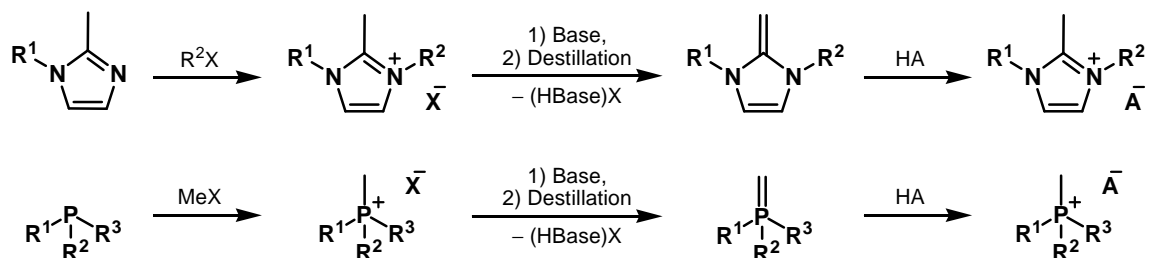 R¹ N N R²X R¹ N N⁺ R² X⁻ 1) Base, 2) Destillation – (HBase)X R¹ N N R² HA R¹ N N⁺ R² A⁻
R¹ P R² R³ MeX R¹ P⁺ R² R³ X⁻ 1) Base, 2) Destillation – (HBase)X R¹ P R² R³ HA R¹ P⁺ R² R³ A⁻